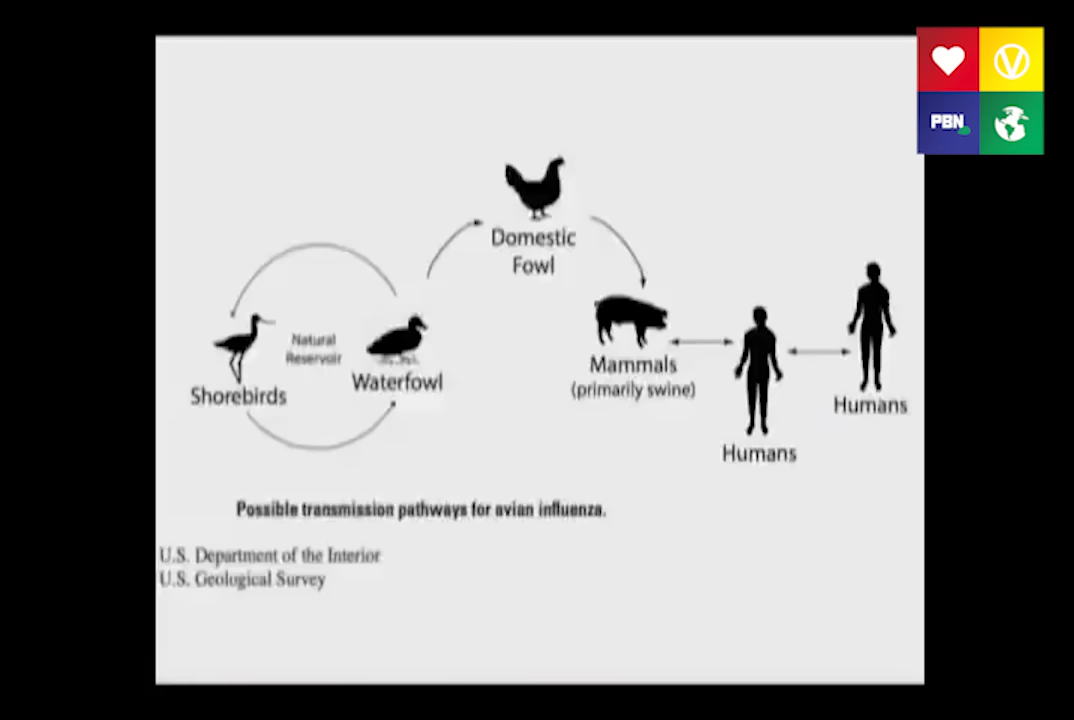 PBN
Domestic
Fowl
Natural
Reservoir
Shorebirds
Waterfowl
Mammals
(primarily swine)
Humans
Humans
Possible transmission pathways for avian influenza.
U.S. Department of the Interior
U.S. Geological Survey